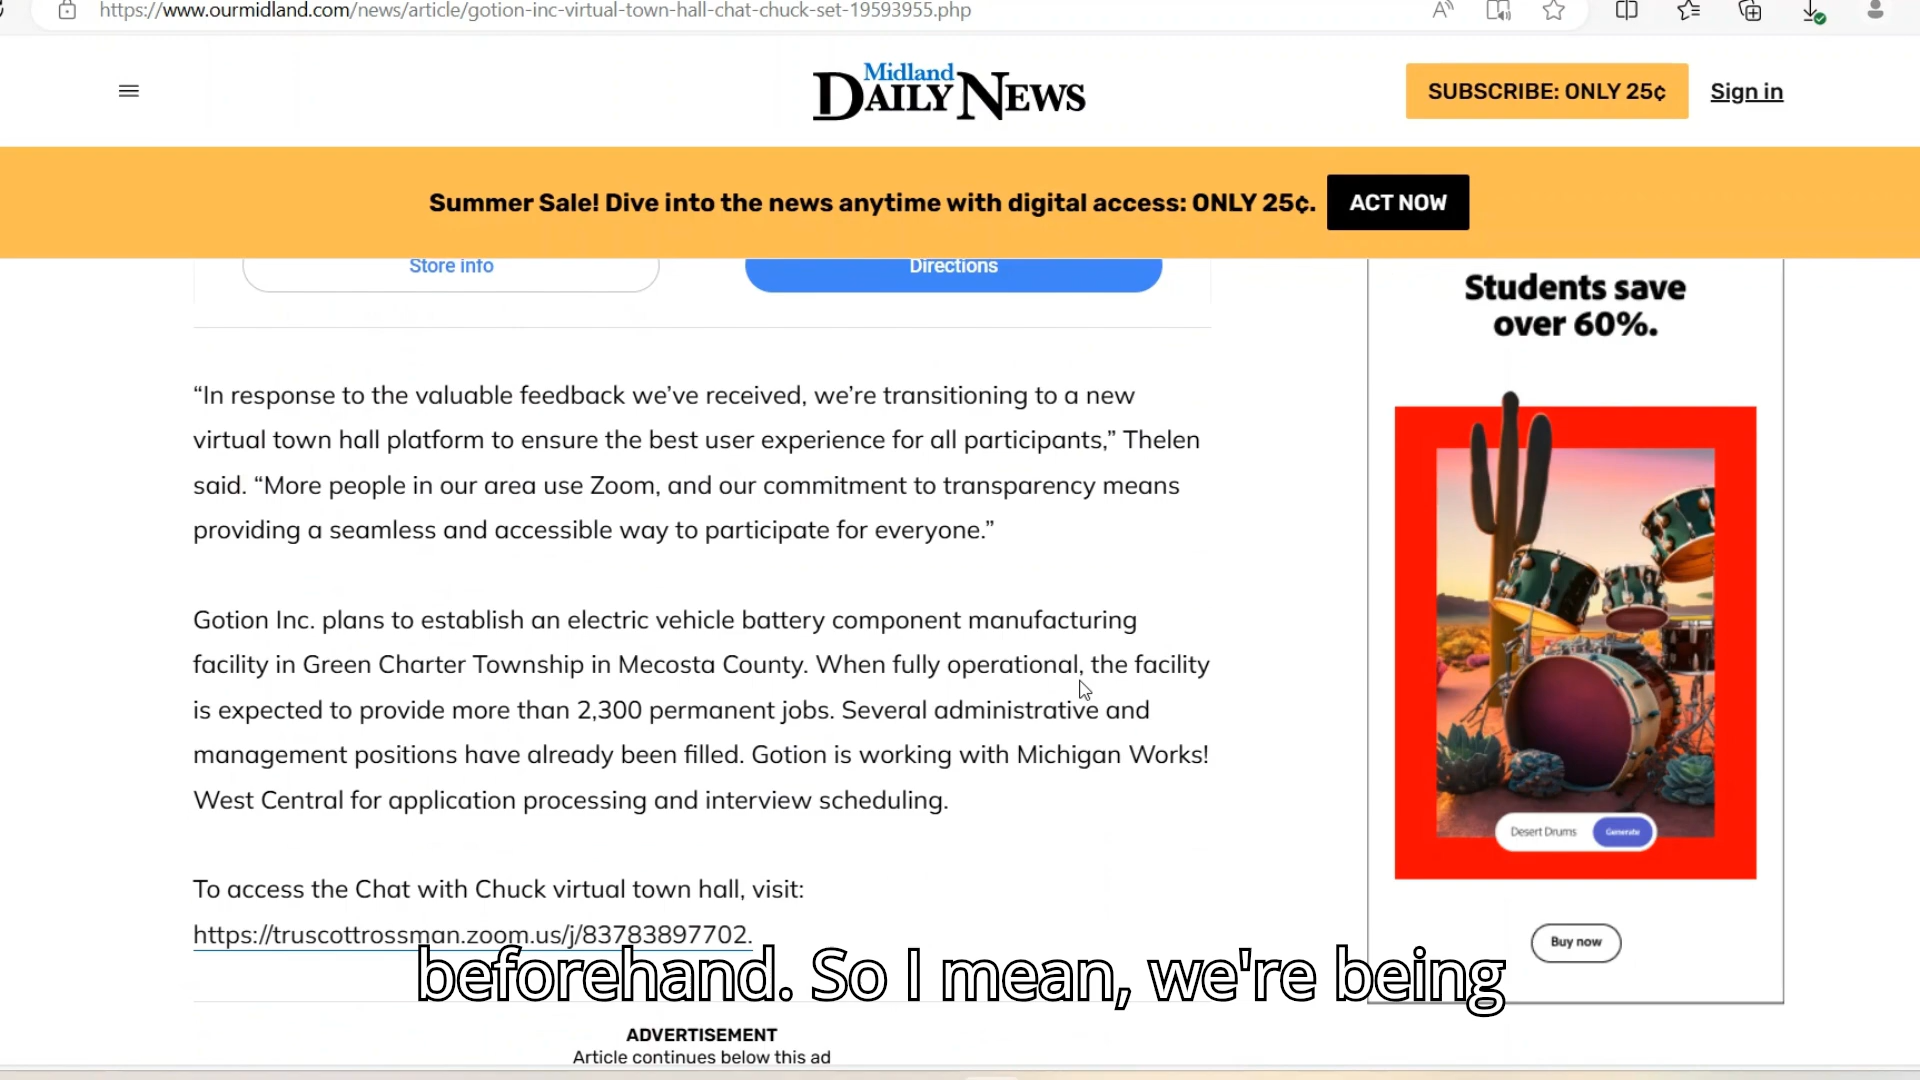 https://www.ourmidland.com/news/article/gotion-inc-virtual-town-hall-chat-chuck-set-19593955.php
Midland
DAILY NEWS
SUBSCRIBE: ONLY 25¢
Sign in
Summer Sale! Dive into the news anytime with digital access: ONLY 25¢.
ACT NOW
Store info
Directions
“In response to the valuable feedback we’ve received, we’re transitioning to a new
virtual town hall platform to ensure the best user experience for all participants,” Thelen
said. “More people in our area use Zoom, and our commitment to transparency means
providing a seamless and accessible way to participate for everyone.”
Gotion Inc. plans to establish an electric vehicle battery component manufacturing
facility in Green Charter Township in Mecosta County. When fully operational, the facility
is expected to provide more than 2,300 permanent jobs. Several administrative and
management positions have already been filled. Gotion is working with Michigan Works!
West Central for application processing and interview scheduling.
To access the Chat with Chuck virtual town hall, visit:
https://truscottrossman.zoom.us/j/83783897702.
Students save
over 60%.
Desert Drums
Generate
Buy now
beforehand. So I mean, we're being
ADVERTISEMENT
Article continues below this ad